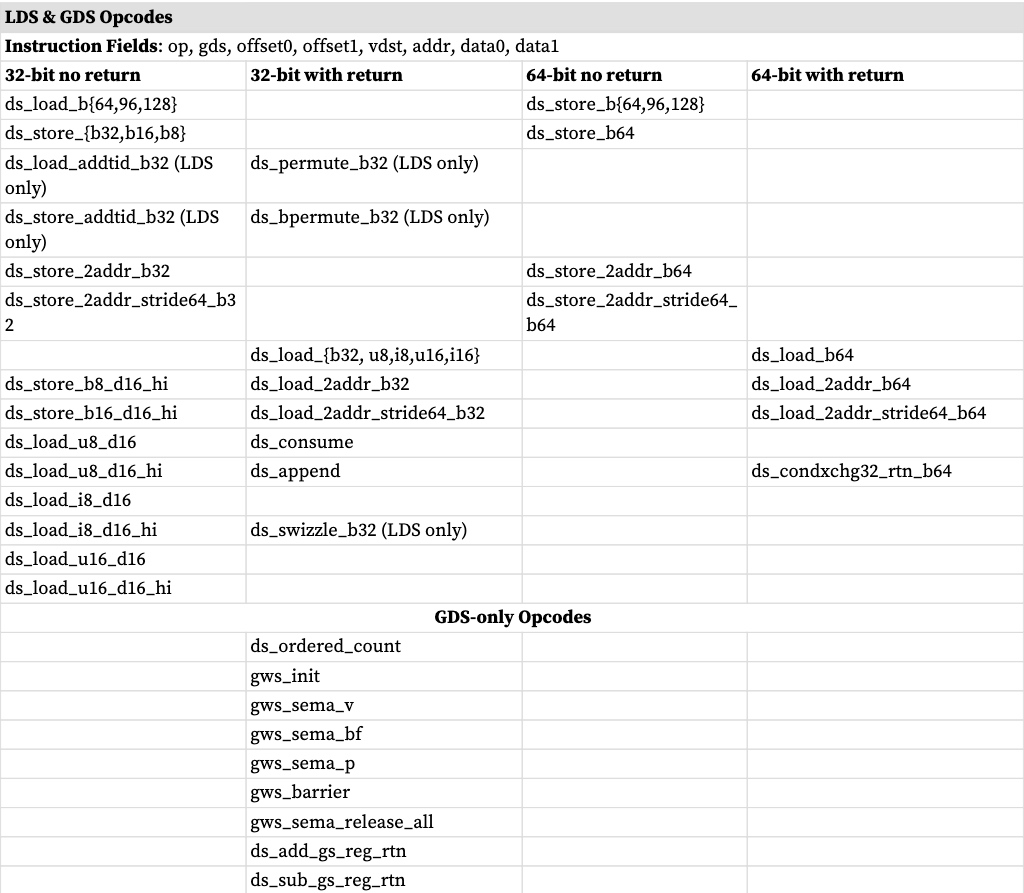 LDS & GDS Opcodes
Instruction Fields: op, gds, offset0, offset1, vdst, addr, data0, data1
32-bit no return 32-bit with return 64-bit no return 64-bit with return
ds_load_b{64,96,128} ds_store_b{64,96,128}
ds_store_{b32,b16,b8} ds_store_b64
ds_load_addtid_b32 (LDS ds_permute_b32 (LDS only)
only)
ds_store_addtid_b32 (LDS ds_bpermute_b32 (LDS only)
only)
ds_store_2addr_b32 ds_store_2addr_b64
ds_store_2addr_stride64_b3 ds_store_2addr_stride64_
2 b64
ds_load_{b32, u8,i8,u16,i16} ds_load_b64
ds_store_b8_d16_hi ds_load_2addr_b32 ds_load_2addr_b64
ds_store_b16_d16_hi ds_load_2addr_stride64_b32 ds_load_2addr_stride64_b64
ds_load_u8_d16 ds_consume
ds_load_u8_d16_hi ds_append ds_condxchg32_rtn_b64
ds_load_i8_d16
ds_load_i8_d16_hi ds_swizzle_b32 (LDS only)
ds_load_u16_d16
ds_load_u16_d16_hi
GDS-only Opcodes
ds_ordered_count
gws_init
gws_sema_v
gws_sema_bf
gws_sema_p
gws_barrier
gws_sema_release_all
ds_add_gs_reg_rtn
ds_sub_gs_reg_rtn